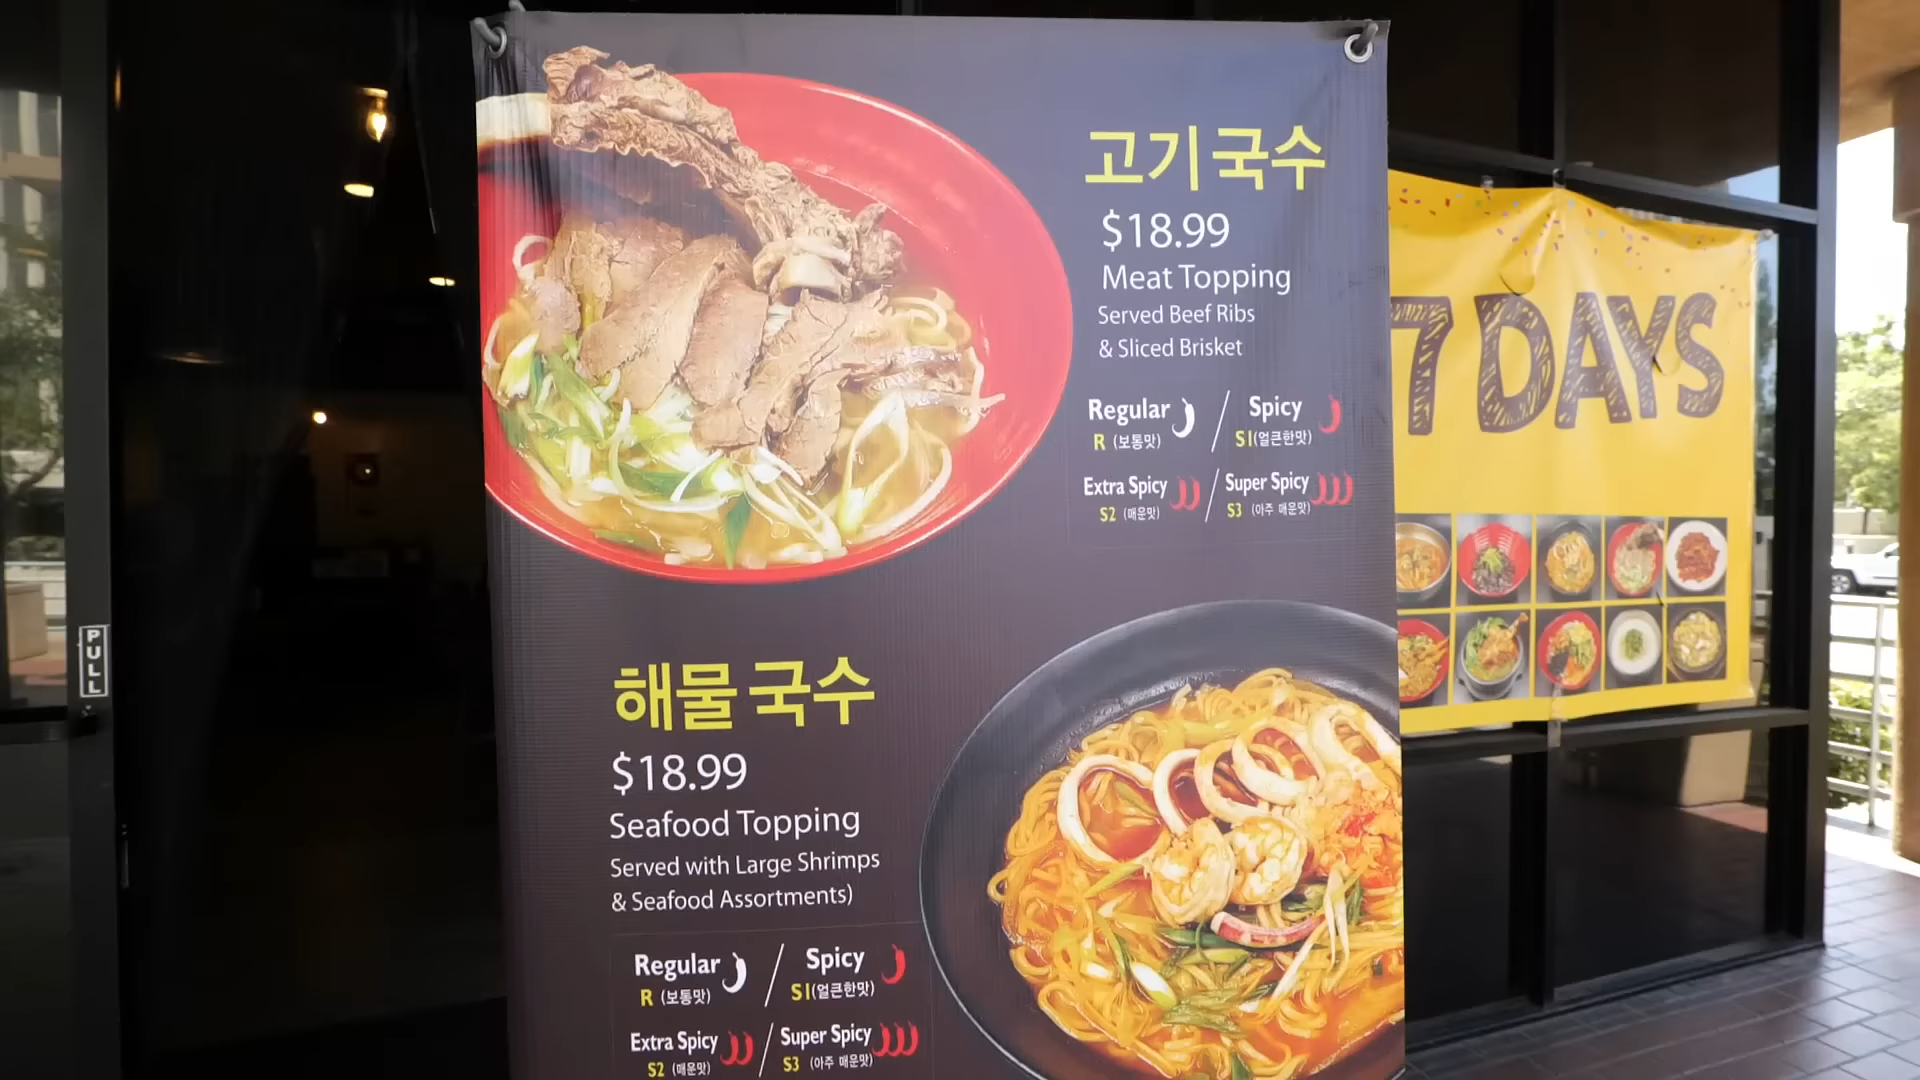 PULL
고기국수
$18.99
Meat Topping
Served Beef Ribs
& Sliced Brisket
Regular / Spicy
R (보통맛) S1(얼큰한맛)
Extra Spicy / Super Spicy
S2 (매운맛) S3 (아주 매운맛)
해물국수
$18.99
Seafood Topping
Served with Large Shrimps
& Seafood Assortments)
Regular / Spicy
R (보통맛) S1(얼큰한맛)
Extra Spicy / Super Spicy
S2 (매운맛) S3 (아주 매운맛)
7 DAYS